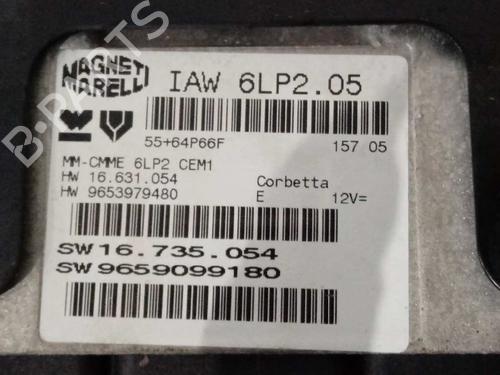 MAGNETI MARELLI
IAW 6LP2.05
55+64P66F 157 05
MM-CMME 6LP2 CEM1
HW 16.631.054 Corbetta
HW 9653979480 E 12V=
SW 16.735.054
SW 9659099180
B-PARTS